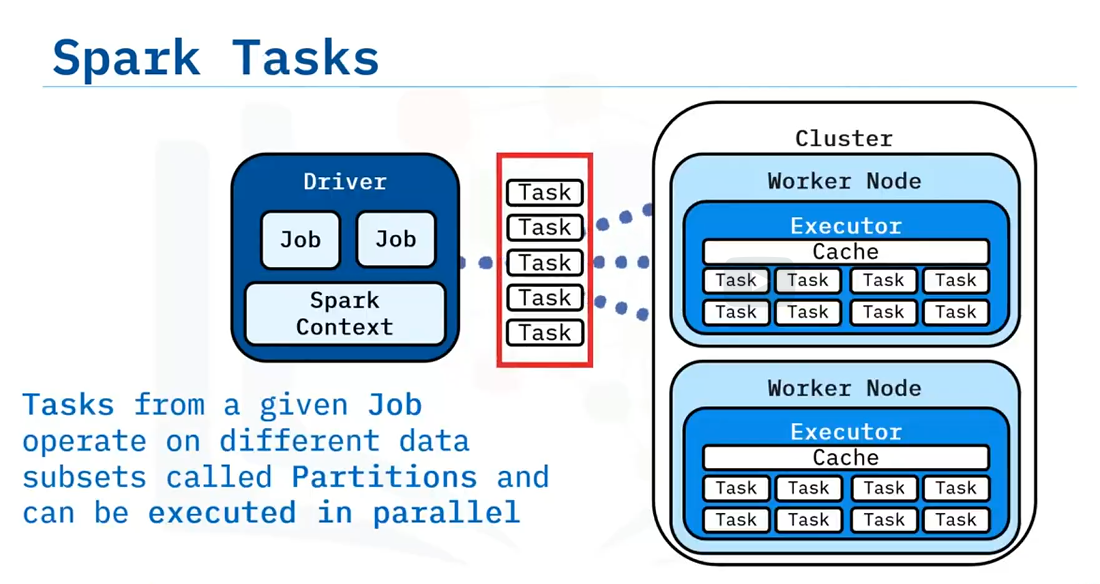 Spark Tasks
Driver
Job Job
Spark
Context
Task
Task
Task
Task
Task
Cluster
Worker Node
Executor
Cache
Task Task Task Task
Task Task Task Task
Worker Node
Executor
Cache
Task Task Task Task
Task Task Task Task
Tasks from a given Job
operate on different data
subsets called Partitions and
can be executed in parallel